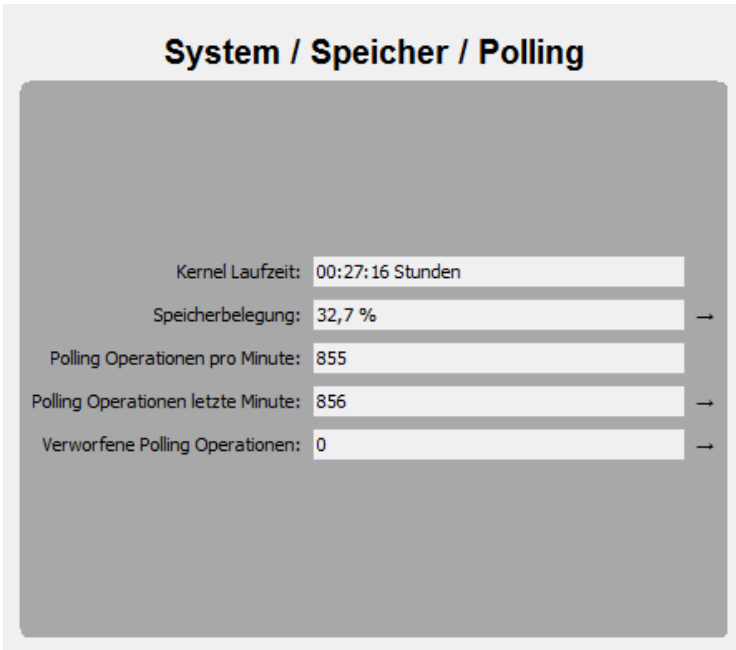 System / Speicher / Polling
Kernel Laufzeit: 00:27:16 Stunden
Speicherbelegung: 32,7 % →
Polling Operationen pro Minute: 855
Polling Operationen letzte Minute: 856 →
Verworfene Polling Operationen: 0 →